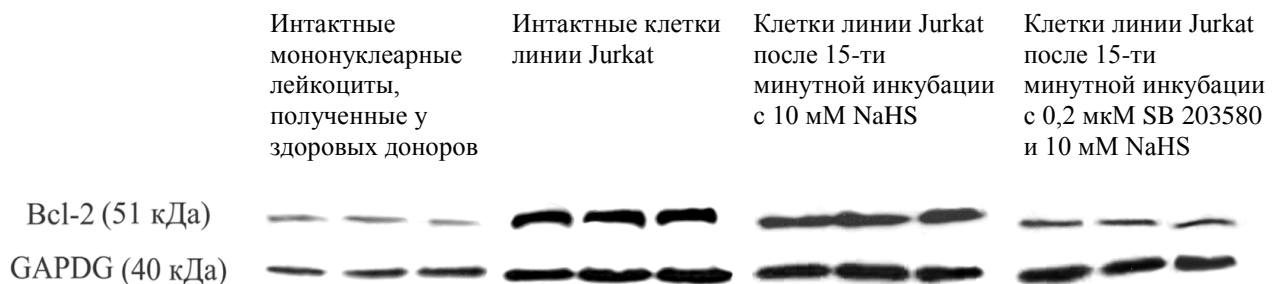 Интактные
мононуклеарные
лейкоциты,
полученные у
здоровых доноров
Интактные клетки
линии Jurkat
Клетки линии Jurkat
после 15-ти
минутной инкубации
с 10 мМ NaHS
Клетки линии Jurkat
после 15-ти
минутной инкубации
с 0,2 мкМ SB 203580
и 10 мМ NaHS
Bcl-2 (51 кДа)
GAPDG (40 кДа)